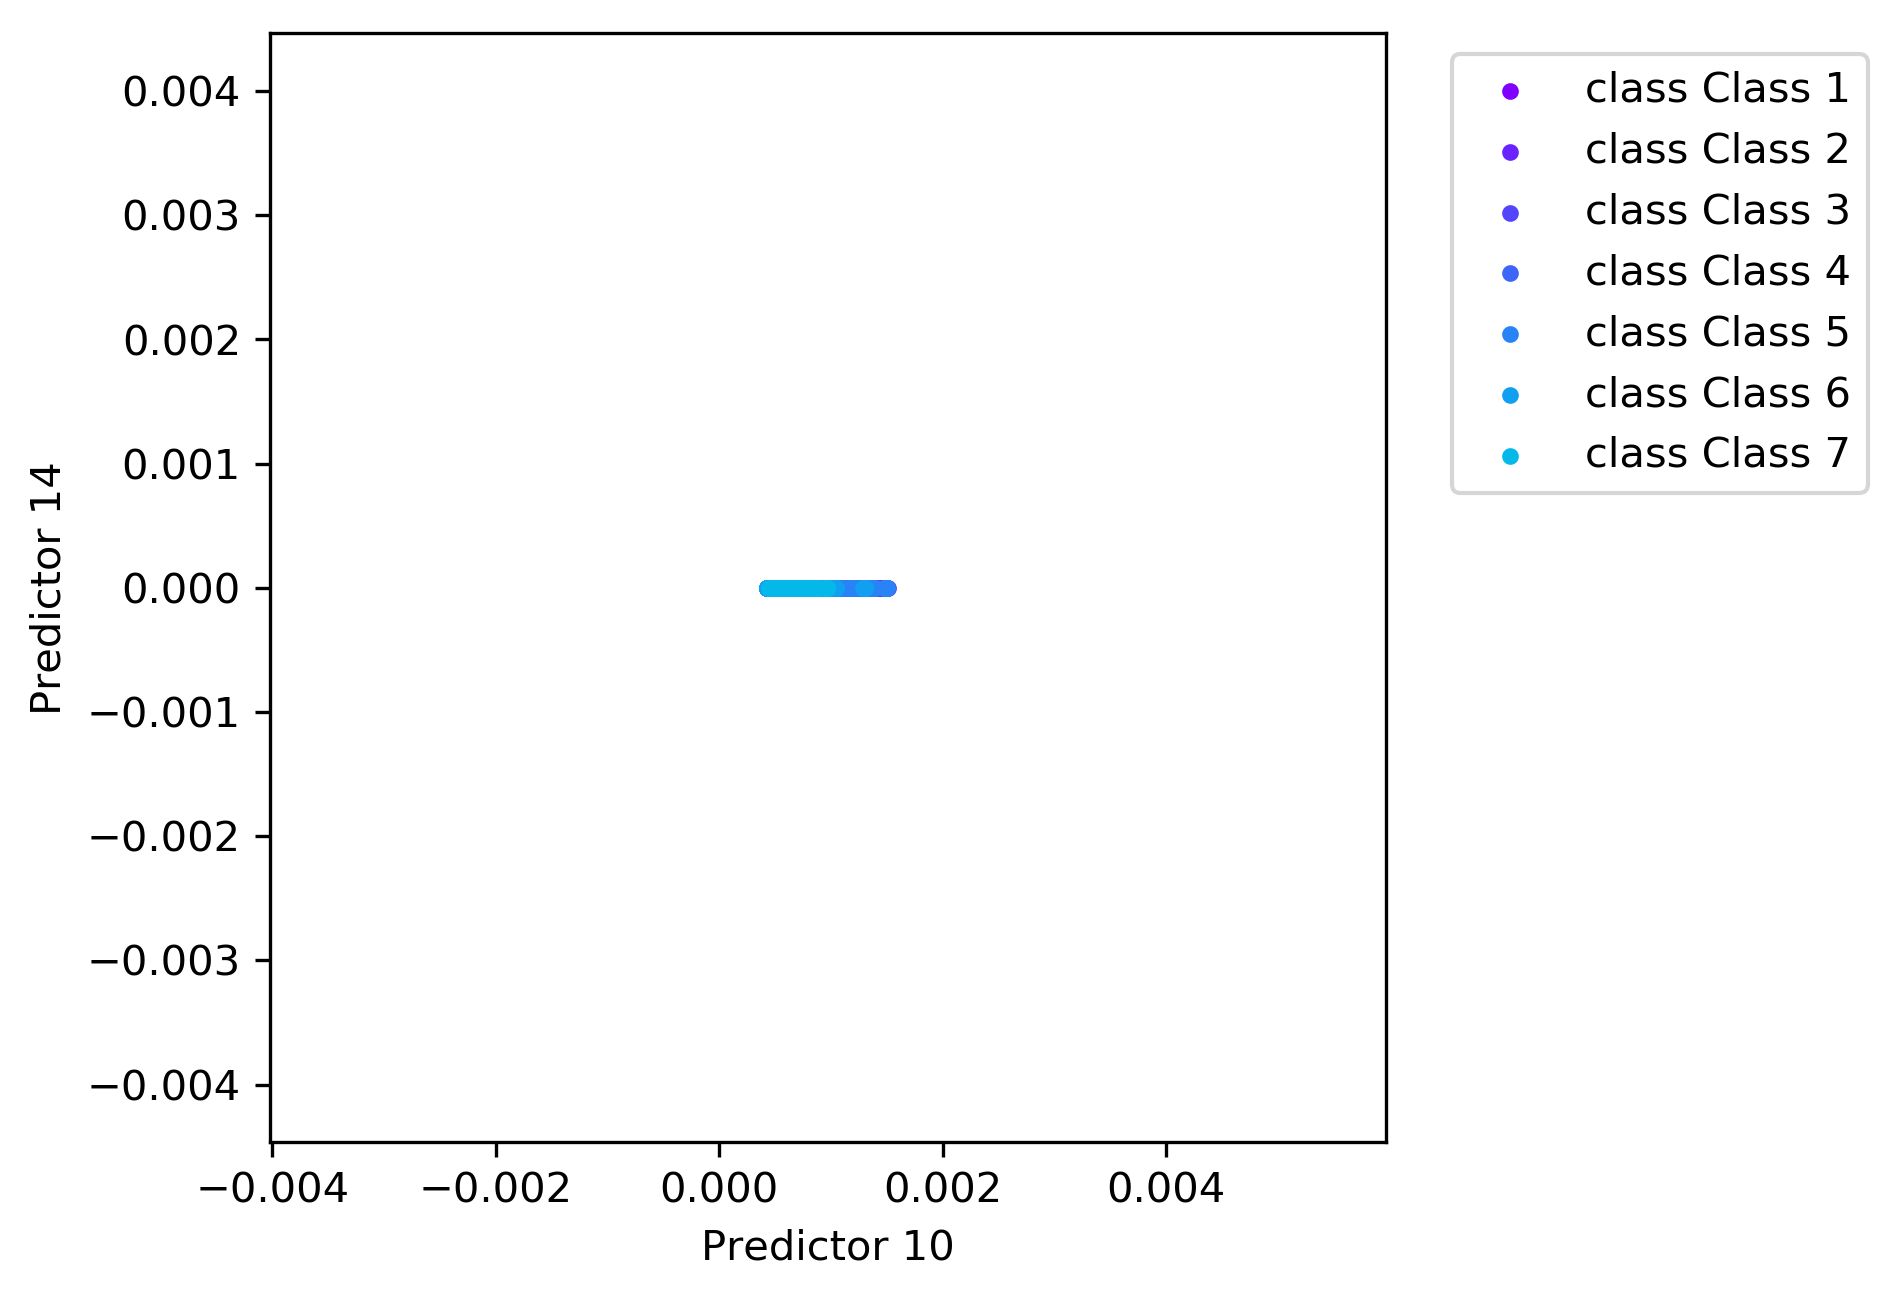 0.004
0.003
0.002
0.001
0.000
−0.001
−0.002
−0.003
−0.004
Predictor 14
−0.004 −0.002 0.000 0.002 0.004
Predictor 10
class Class 1
class Class 2
class Class 3
class Class 4
class Class 5
class Class 6
class Class 7